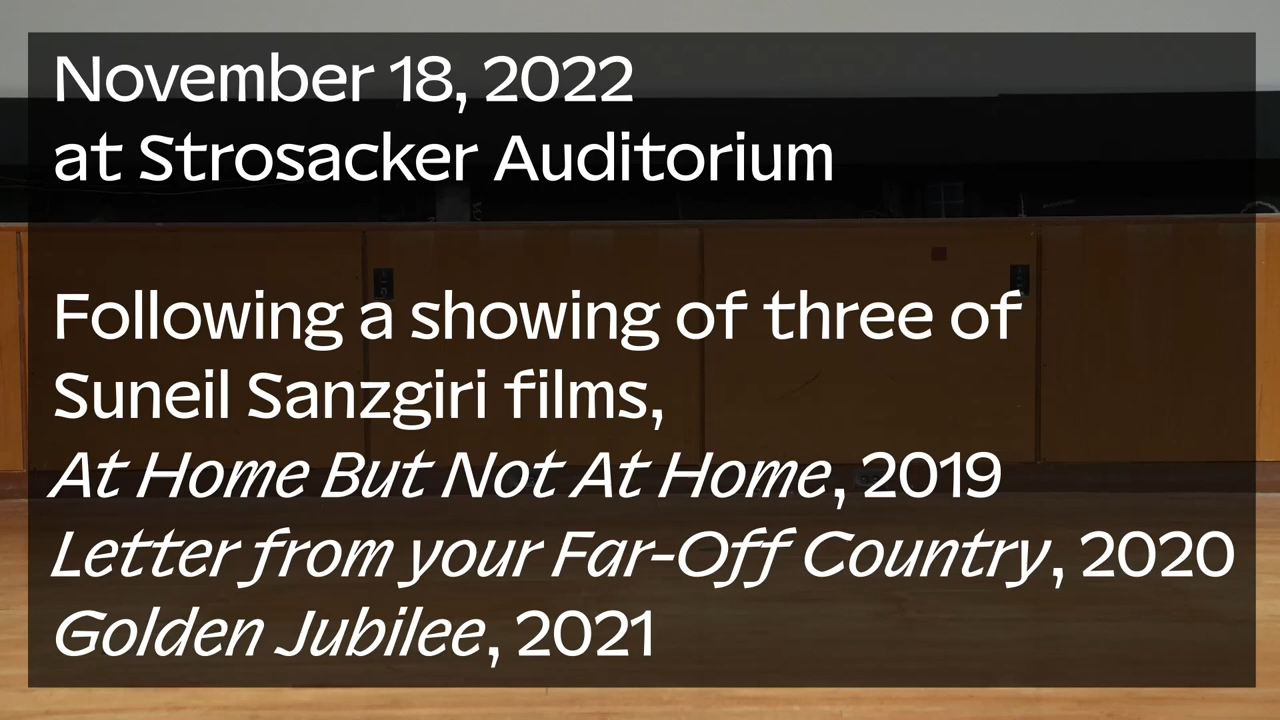 November 18, 2022
at Strosacker Auditorium
Following a showing of three of
Suneil Sanzgiri films,
At Home But Not At Home, 2019
Letter from your Far-Off Country, 2020
Golden Jubilee, 2021